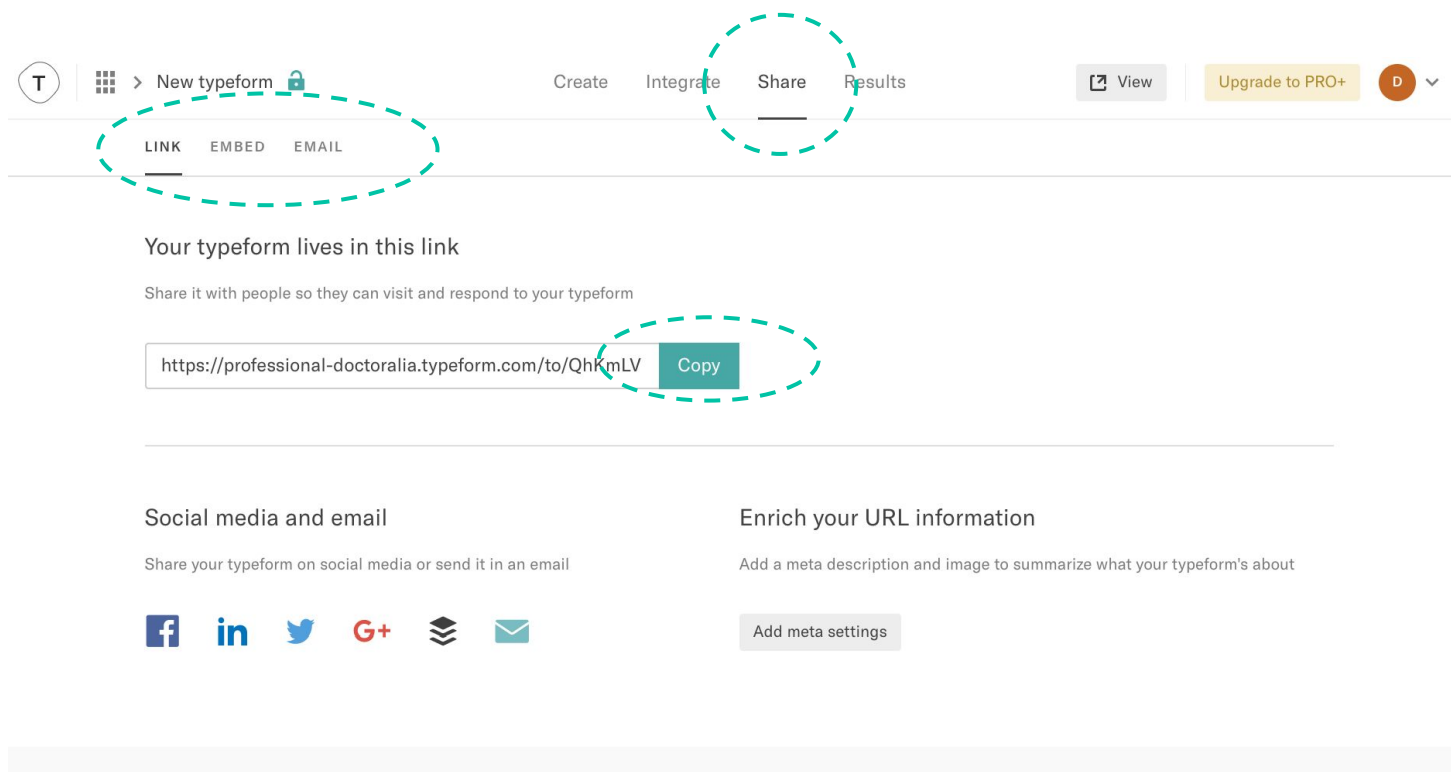 T
New typeform
Create Integrate Share Results
View
Upgrade to PRO+
D
LINK EMBED EMAIL
Your typeform lives in this link
Share it with people so they can visit and respond to your typeform
https://professional-doctoralia.typeform.com/to/QhKmLV
Copy
Social media and email
Share your typeform on social media or send it in an email
f in G+
Enrich your URL information
Add a meta description and image to summarize what your typeform's about
Add meta settings